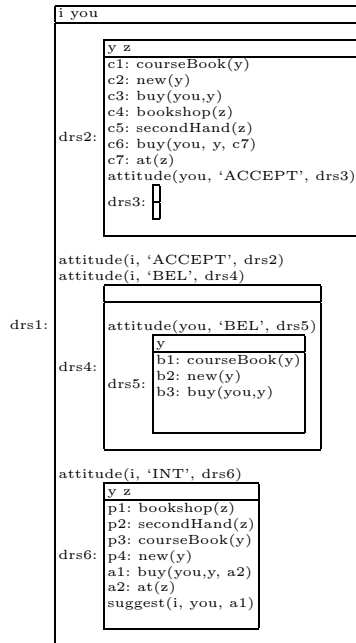 i you
y z
c1: courseBook(y)
c2: new(y)
c3: buy(you,y)
c4: bookshop(z)
c5: secondHand(z)
drs2:
c6: buy(you, y, c7)
c7: at(z)
attitude(you, ‘ACCEPT’, drs3)
drs3:
attitude(i, ‘ACCEPT’, drs2)
attitude(i, ‘BEL’, drs4)
drs1:
attitude(you, ‘BEL’, drs5)
y
drs4:
b1: courseBook(y)
b2: new(y)
drs5:
b3: buy(you,y)
attitude(i, ‘INT’, drs6)
y z
p1: bookshop(z)
p2: secondHand(z)
p3: courseBook(y)
drs6:
p4: new(y)
a1: buy(you,y, a2)
a2: at(z)
suggest(i, you, a1)